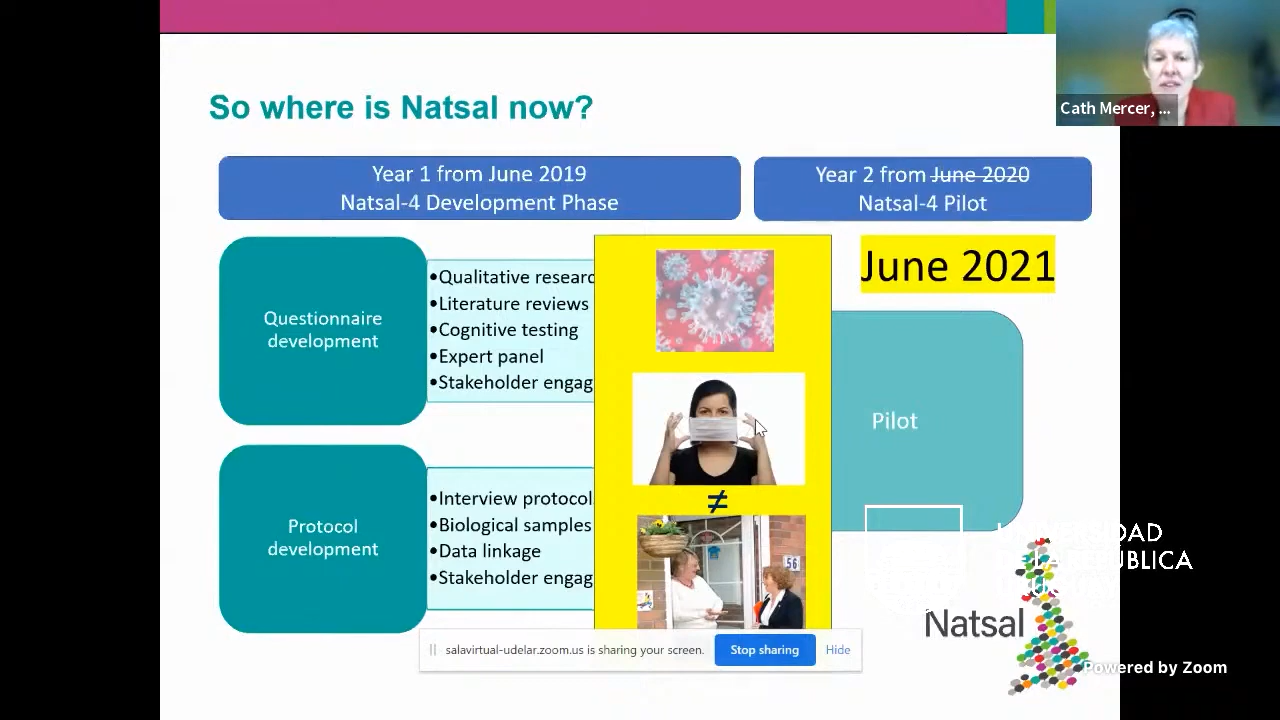 Cath Mercer, ...
So where is Natsal now?
Year 1 from June 2019
Natsal-4 Development Phase
Year 2 from June 2020
Natsal-4 Pilot
June 2021
Questionnaire
development
•Qualitative researc
•Literature reviews
•Cognitive testing
•Expert panel
•Stakeholder engag
Pilot
≠
56
Protocol
development
•Interview protocol
•Biological samples
•Data linkage
•Stakeholder engag
Natsal
salavirtual-udelar.zoom.us is sharing your screen.
Stop sharing
Hide
Powered by Zoom